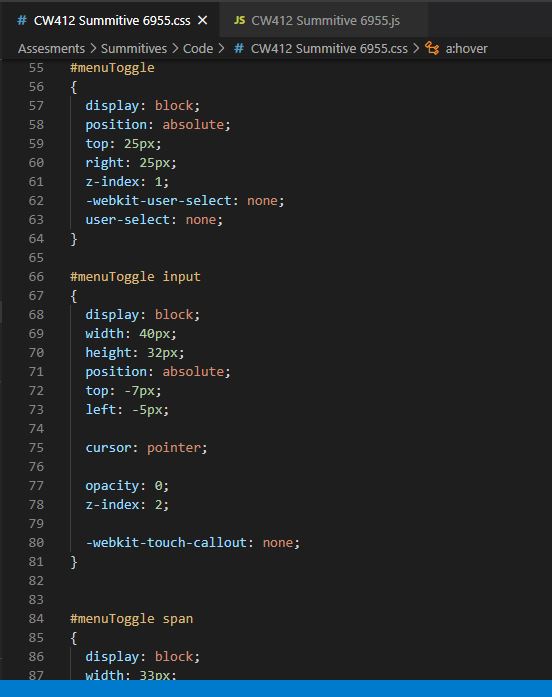 # CW412 Summitive 6955.css × JS CW412 Summitive 6955.js
Assesments > Summitives > Code > # CW412 Summitive 6955.css > a:hover
55 #menuToggle
56 {
57 display: block;
58 position: absolute;
59 top: 25px;
60 right: 25px;
61 z-index: 1;
62 -webkit-user-select: none;
63 user-select: none;
64 }
65
66 #menuToggle input
67 {
68 display: block;
69 width: 40px;
70 height: 32px;
71 position: absolute;
72 top: -7px;
73 left: -5px;
74
75 cursor: pointer;
76
77 opacity: 0;
78 z-index: 2;
79
80 -webkit-touch-callout: none;
81 }
82
83
84 #menuToggle span
85 {
86 display: block;
87 width: 33px;